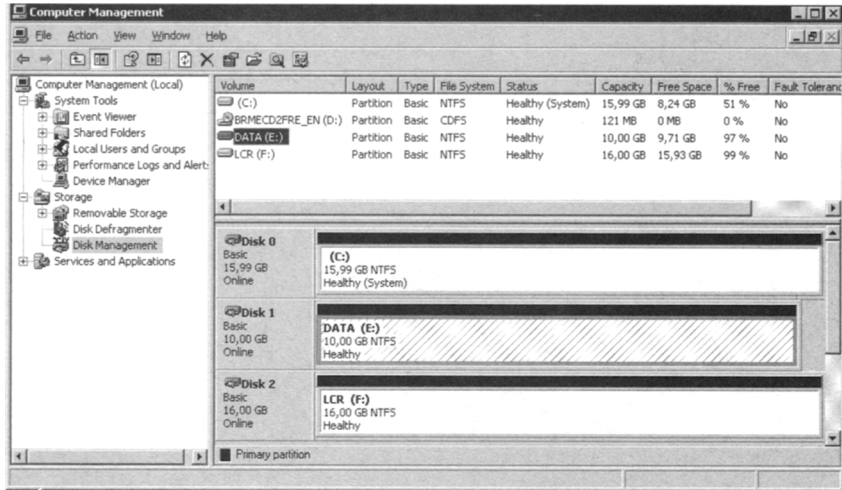 Computer Management
File Action View Window Help
Computer Management (Local)
System Tools
Event Viewer
Shared Folders
Local Users and Groups
Performance Logs and Alert
Device Manager
Storage
Removable Storage
Disk Defragmenter
Disk Management
Services and Applications
Volume Layout Type File System Status Capacity Free Space % Free Fault Toleranc
(C:) Partition Basic NTFS Healthy (System) 15,99 GB 8,24 GB 51 % No
BRMECD2FRE_EN (D:) Partition Basic CDFS Healthy 121 MB 0 MB 0 % No
DATA (E:) Partition Basic NTFS Healthy 10,00 GB 9,71 GB 97 % No
LCR (F:) Partition Basic NTFS Healthy 16,00 GB 15,93 GB 99 % No
Disk 0
Basic
15,99 GB
Online
(C:)
15,99 GB NTFS
Healthy (System)
Disk 1
Basic
10,00 GB
Online
DATA (E:)
10,00 GB NTFS
Healthy
Disk 2
Basic
16,00 GB
Online
LCR (F:)
16,00 GB NTFS
Healthy
Primary partition